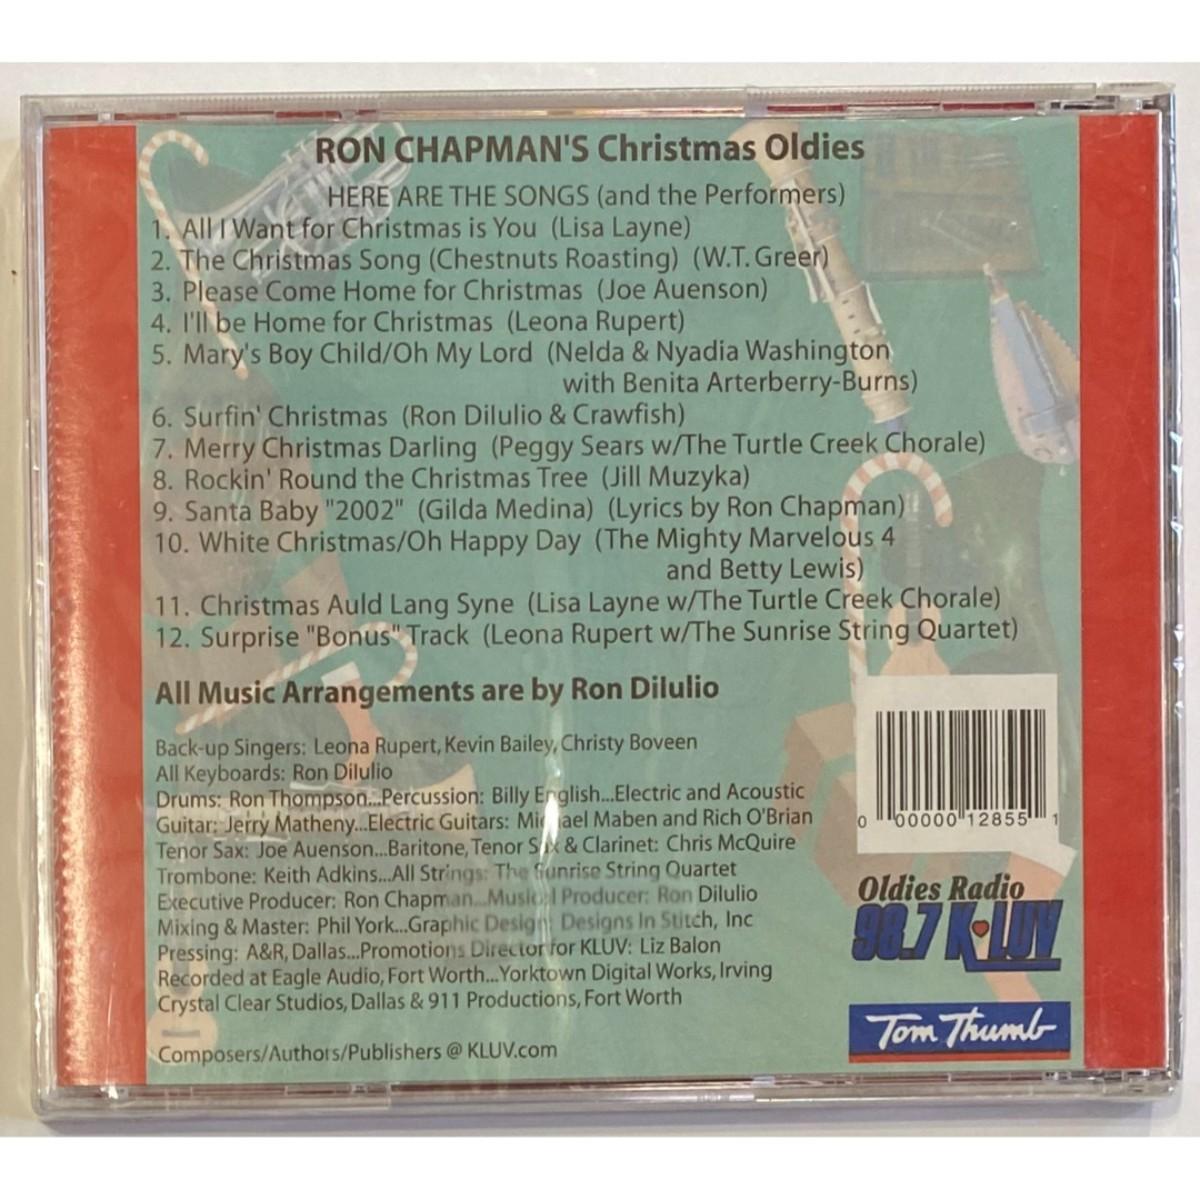 RON CHAPMAN'S Christmas Oldies
HERE ARE THE SONGS (and the Performers)
1. All I Want for Christmas is You (Lisa Layne)
2. The Christmas Song (Chestnuts Roasting) (W.T. Greer)
3. Please Come Home for Christmas (Joe Auenson)
4. I'll be Home for Christmas (Leona Rupert)
5. Mary's Boy Child/Oh My Lord (Nelda & Nyadia Washington
with Benita Arterberry-Burns)
6. Surfin' Christmas (Ron DiIulio & Crawfish)
7. Merry Christmas Darling (Peggy Sears w/The Turtle Creek Chorale)
8. Rockin' Round the Christmas Tree (Jill Muzyka)
9. Santa Baby "2002" (Gilda Medina) (Lyrics by Ron Chapman)
10. White Christmas/Oh Happy Day (The Mighty Marvelous 4
and Betty Lewis)
11. Christmas Auld Lang Syne (Lisa Layne w/The Turtle Creek Chorale)
12. Surprise "Bonus" Track (Leona Rupert w/The Sunrise String Quartet)
All Music Arrangements are by Ron DiIulio
Back-up Singers: Leona Rupert, Kevin Bailey, Christy Boveen
All Keyboards: Ron DiIulio
Drums: Ron Thompson...Percussion: Billy English...Electric and Acoustic
Guitar: Jerry Matheny...Electric Guitars: Michael Maben and Rich O'Brian
Tenor Sax: Joe Auenson...Baritone, Tenor Sax & Clarinet: Chris McQuire
Trombone: Keith Adkins...All Strings: The Sunrise String Quartet
Executive Producer: Ron Chapman...Musical Producer: Ron DiIulio
Mixing & Master: Phil York...Graphic Design: Designs In Stitch, Inc
Pressing: A&R, Dallas...Promotions Director for KLUV: Liz Balon
Recorded at Eagle Audio, Fort Worth...Yorktown Digital Works, Irving
Crystal Clear Studios, Dallas & 911 Productions, Fort Worth
Composers/Authors/Publishers @ KLUV.com
0 00000 12855 1
Oldies Radio
98.7 K LUV
Tom Thumb